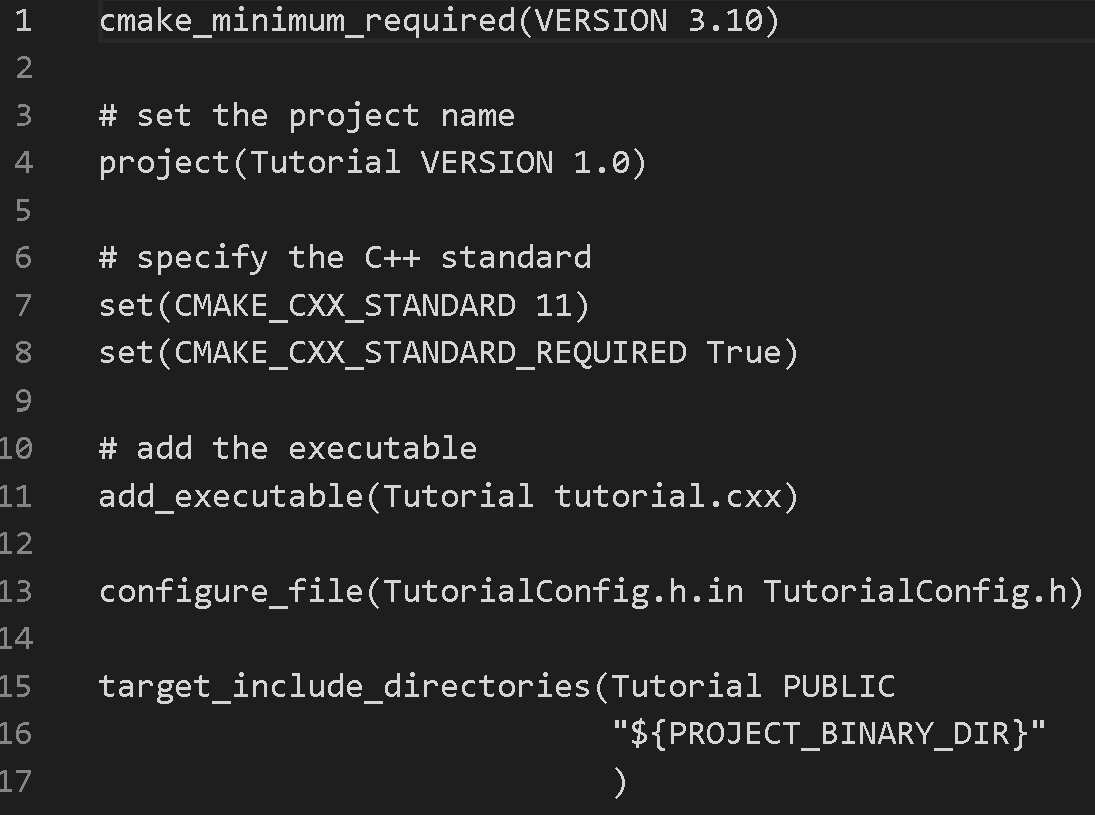 1 cmake_minimum_required(VERSION 3.10)
2
3 # set the project name
4 project(Tutorial VERSION 1.0)
5
6 # specify the C++ standard
7 set(CMAKE_CXX_STANDARD 11)
8 set(CMAKE_CXX_STANDARD_REQUIRED True)
9
10 # add the executable
11 add_executable(Tutorial tutorial.cxx)
12
13 configure_file(TutorialConfig.h.in TutorialConfig.h)
14
15 target_include_directories(Tutorial PUBLIC
16                            "${PROJECT_BINARY_DIR}"
17                            )